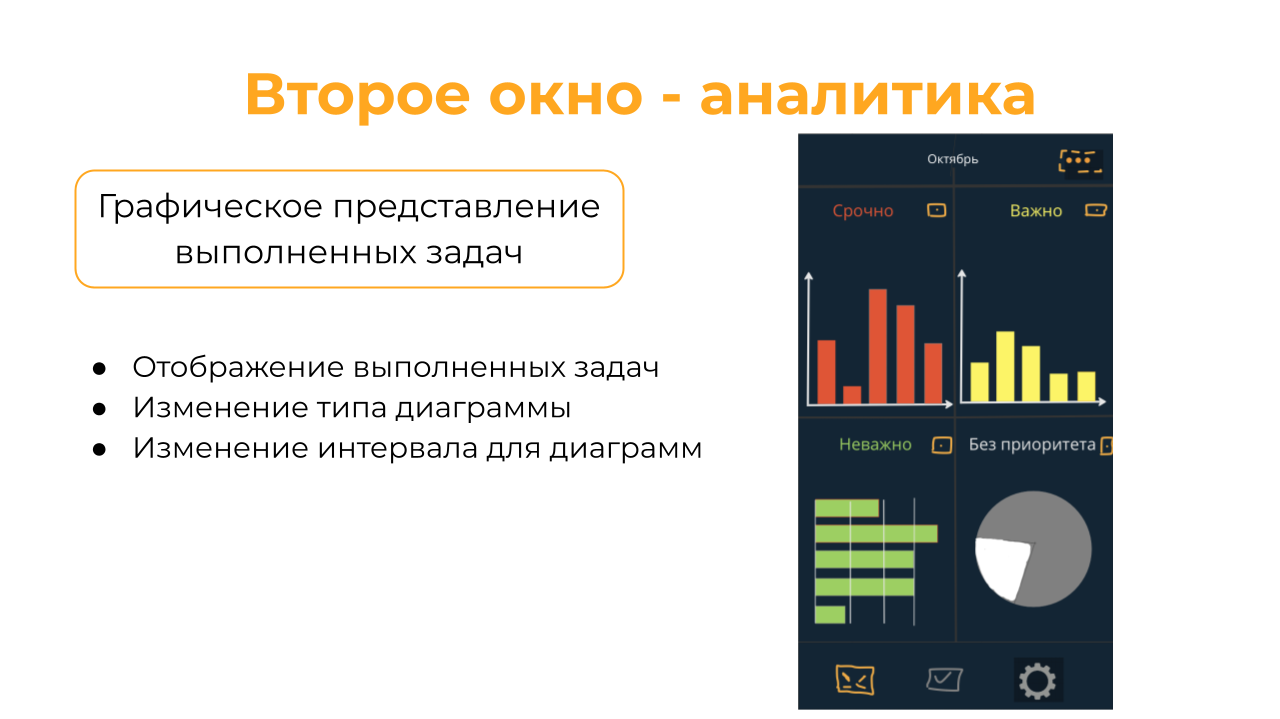 Второе окно - аналитика
Графическое представление
выполненных задач
● Отображение выполненных задач
● Изменение типа диаграммы
● Изменение интервала для диаграмм
Октябрь
Срочно
Важно
Неважно
Без приоритета